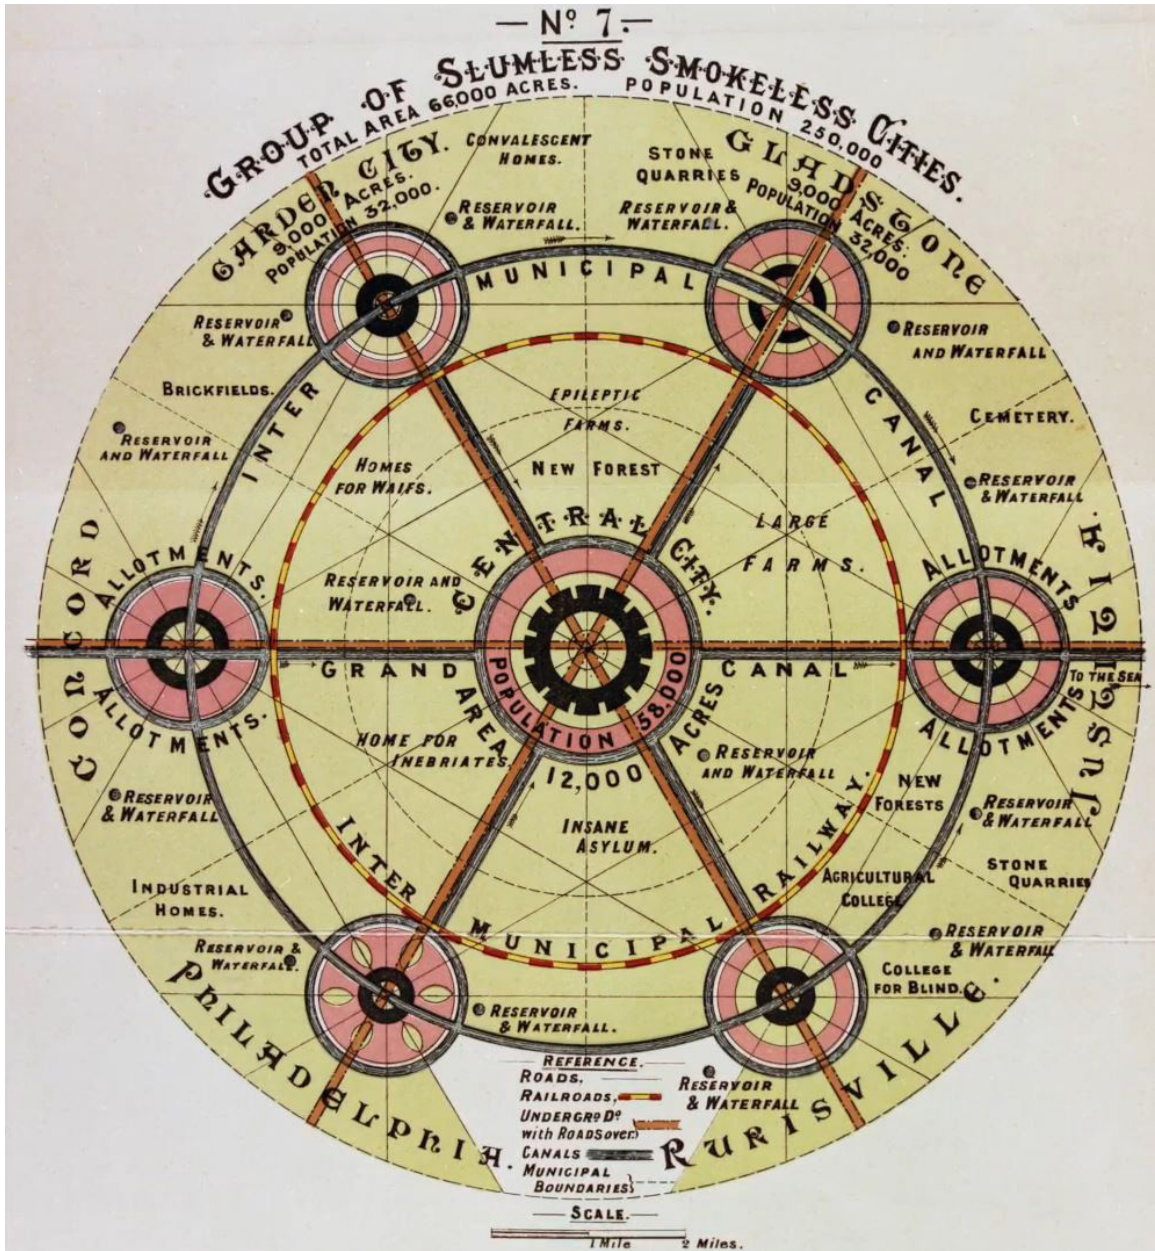 — Nº 7. —
GROUP OF SLUMLESS SMOKELESS CITIES.
TOTAL AREA 66,000 ACRES. POPULATION 250,000
GARDEN CITY.
9,000 ACRES.
POPULATION 32,000.
CONVALESCENT
HOMES.
STONE
QUARRIES
GLADSTONE
9,000 ACRES.
POPULATION 32,000
RESERVOIR &
& WATERFALL.
RESERVOIR &
WATERFALL.
INTER MUNICIPAL CANAL
RESERVOIR
& WATERFALL
RESERVOIR
AND WATERFALL
BRICKFIELDS.
EPILEPTIC
FARMS.
CEMETERY.
RESERVOIR
AND WATERFALL
HOMES
FOR WAIFS.
NEW FOREST
RESERVOIR
& WATERFALL
LARGE
FARMS.
CENTRAL CITY.
CONCORD
ALLOTMENTS.
RESERVOIR AND
WATERFALL.
ALLOTMENTS
JUSTITIA
GRAND CANAL
TO THE SEA
POPULATION 58,000
AREA 12,000 ACRES
ALLOTMENTS.
ALLOTMENTS
HOME FOR
INEBRIATES.
RESERVOIR
AND WATERFALL
NEW
FORESTS
RESERVOIR
& WATERFALL
RESERVOIR
& WATERFALL
INSANE
ASYLUM.
INTER MUNICIPAL RAILWAY.
STONE
QUARRIES
AGRICULTURAL
COLLEGE
INDUSTRIAL
HOMES.
RESERVOIR &
WATERFALL.
RESERVOIR
& WATERFALL
COLLEGE
FOR BLIND.
RESERVOIR
& WATERFALL.
PHILADELPHIA.
RURISVILLE.
REFERENCE.
ROADS.
RAILROADS,
UNDERGRD Dº
with ROADS over.
CANALS
MUNICIPAL
BOUNDARIES
RESERVOIR
& WATERFALL
SCALE.
1 Mile 2 Miles.